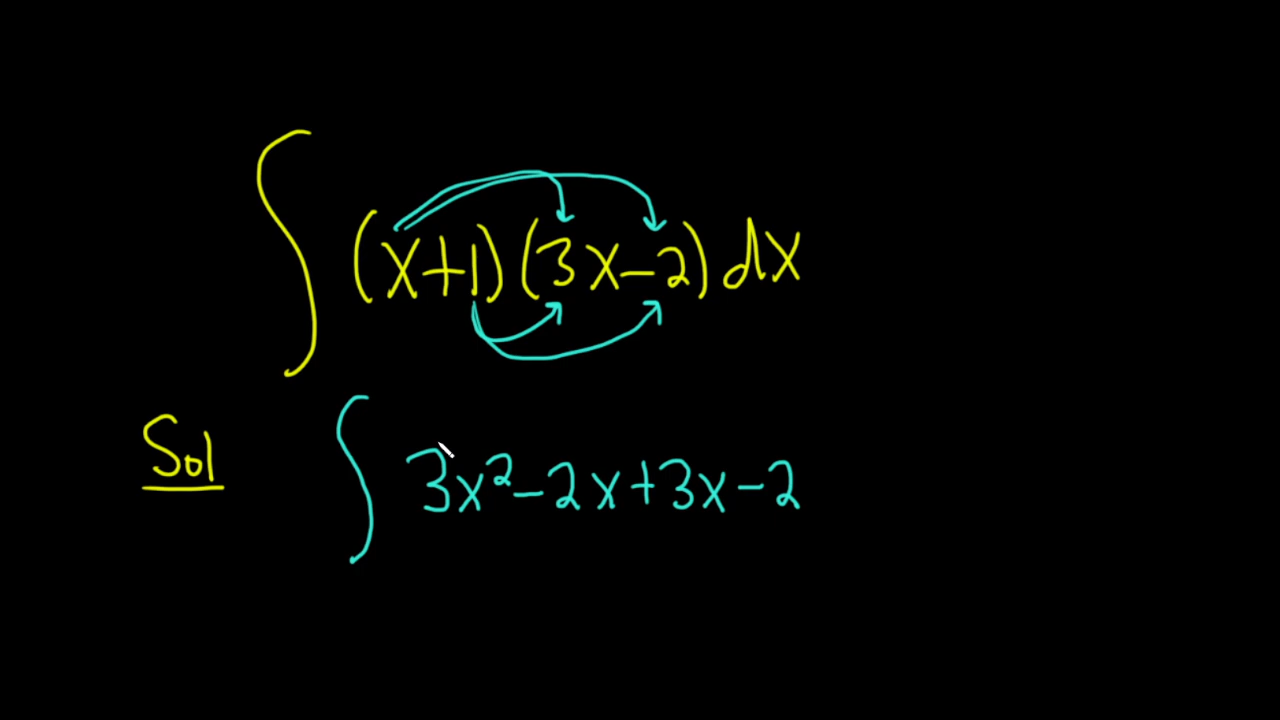 ∫ (x+1)(3x-2) dx
Sol ∫ 3x²-2x+3x-2